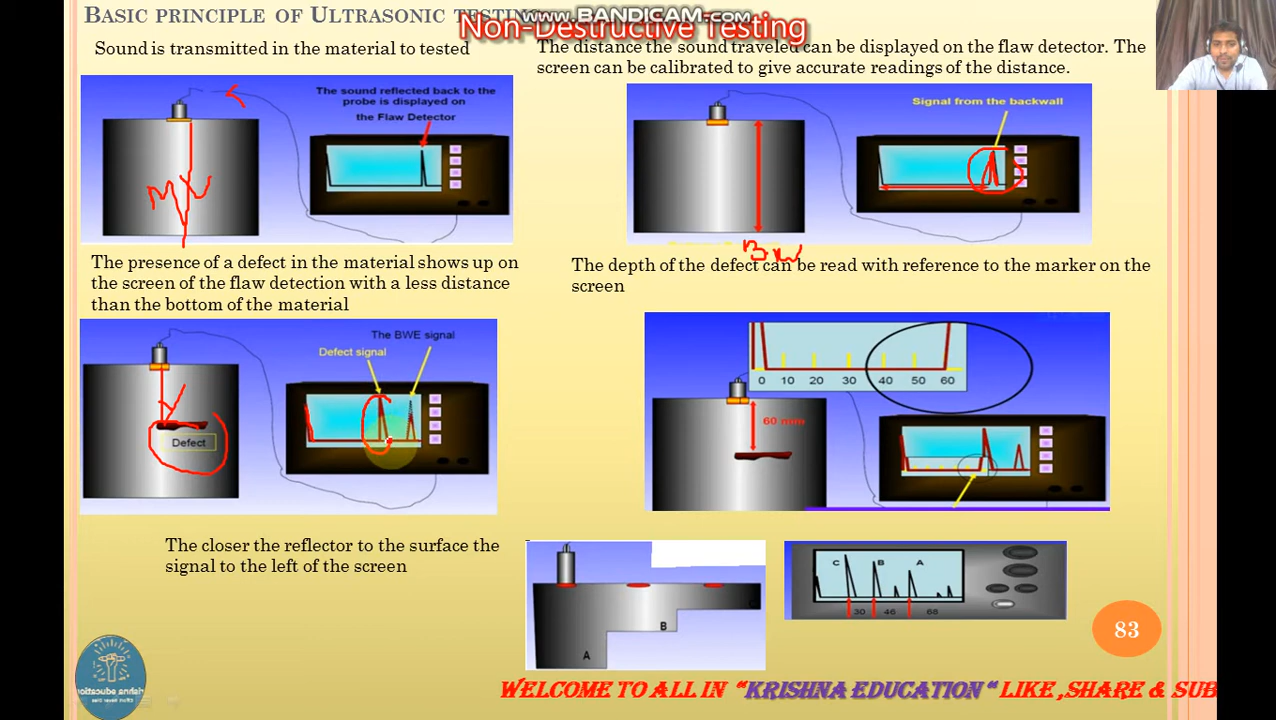 BASIC PRINCIPLE OF ULTRASONIC TESTING
www.BANDICAM.com
Non-Destructive Testing
Sound is transmitted in the material to tested
The distance the sound traveled can be displayed on the flaw detector. The
screen can be calibrated to give accurate readings of the distance.
The sound reflected back to the
probe is displayed on
the Flaw Detector
Signal from the backwall
BW
The presence of a defect in the material shows up on
the screen of the flaw detection with a less distance
than the bottom of the material
The depth of the defect can be read with reference to the marker on the
screen
The BWE signal
Defect signal
Defect
0 10 20 30 40 50 60
60 mm
The closer the reflector to the surface the
signal to the left of the screen
A
B
C
C B A
30 46 68
83
krishna education
WELCOME TO ALL IN "KRISHNA EDUCATION" LIKE ,SHARE & SUB